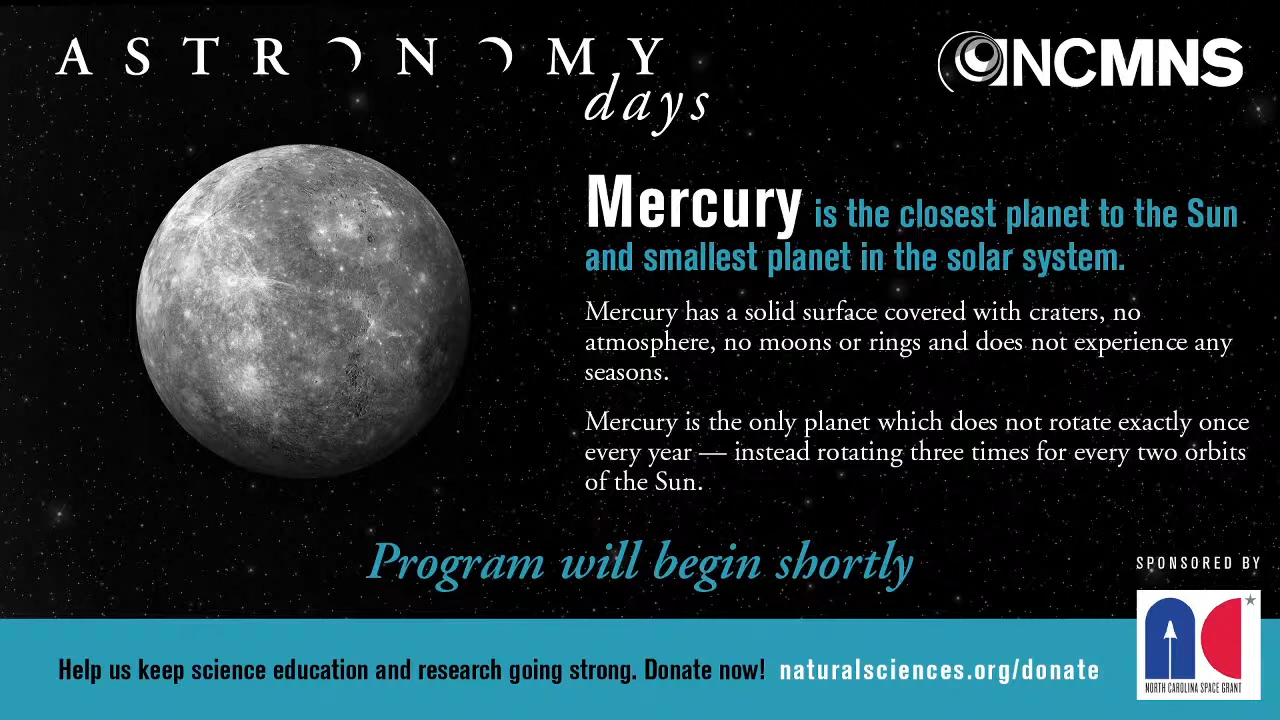 ASTRONOMY
days
NCMNS
Mercury is the closest planet to the Sun
and smallest planet in the solar system.
Mercury has a solid surface covered with craters, no
atmosphere, no moons or rings and does not experience any
seasons.
Mercury is the only planet which does not rotate exactly once
every year — instead rotating three times for every two orbits
of the Sun.
Program will begin shortly
SPONSORED BY
NORTH CAROLINA SPACE GRANT
Help us keep science education and research going strong. Donate now! naturalsciences.org/donate